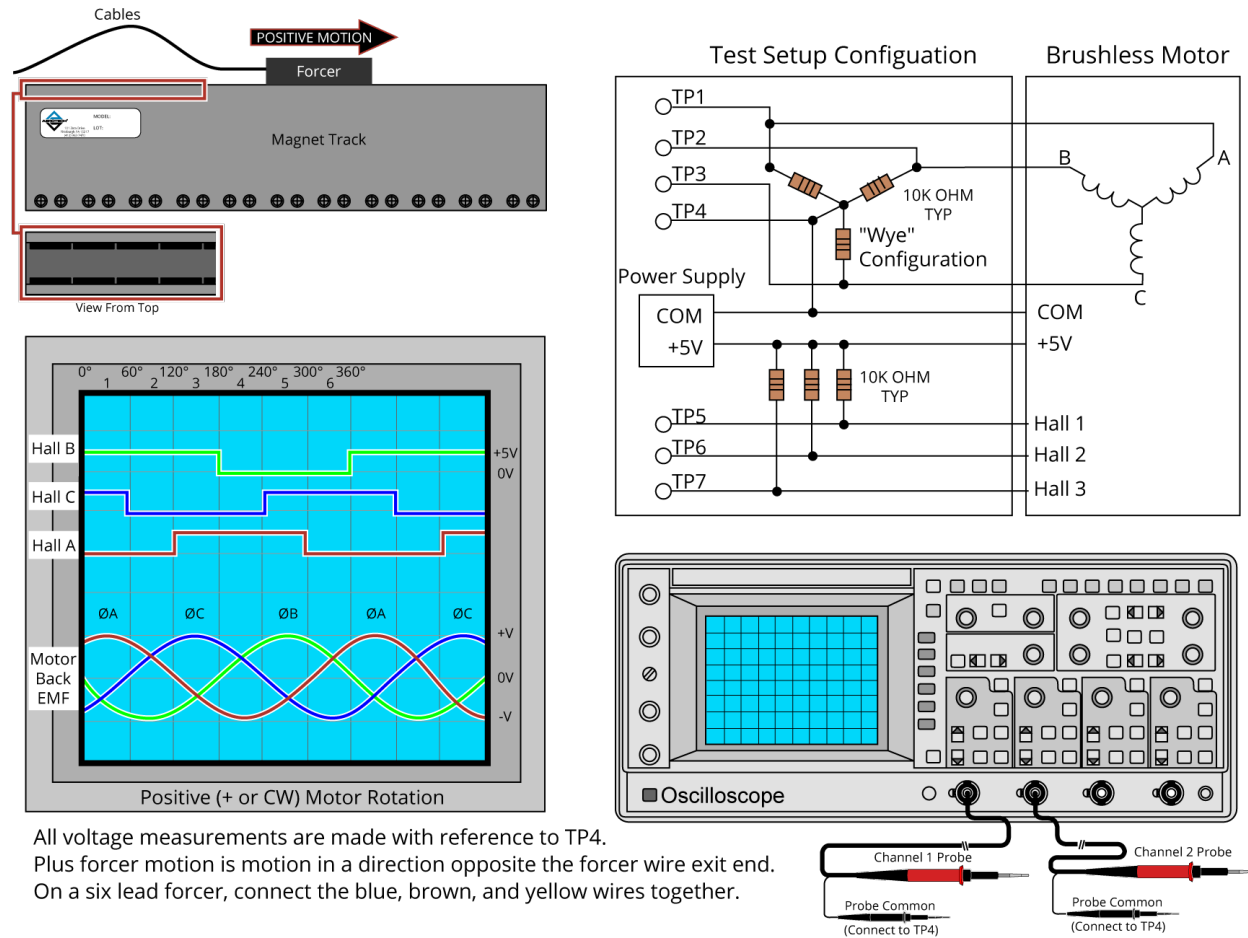 Cables
POSITIVE MOTION
Forcer
MODEL:
LOT:
Magnet Track
View From Top
0° 60° 120° 180° 240° 300° 360°
1 2 3 4 5 6
Hall B
+5V
0V
Hall C
Hall A
ØA ØC ØB ØA ØC
+V
Motor
Back
EMF
0V
-V
Positive (+ or CW) Motor Rotation
Test Setup Configuation
Brushless Motor
TP1
TP2
TP3
TP4
B
A
10K OHM
TYP
"Wye"
Configuration
C
Power Supply
COM
+5V
COM
+5V
10K OHM
TYP
TP5
Hall 1
TP6
Hall 2
TP7
Hall 3
Oscilloscope
Channel 1 Probe
Channel 2 Probe
Probe Common
(Connect to TP4)
Probe Common
(Connect to TP4)
All voltage measurements are made with reference to TP4.
Plus forcer motion is motion in a direction opposite the forcer wire exit end.
On a six lead forcer, connect the blue, brown, and yellow wires together.